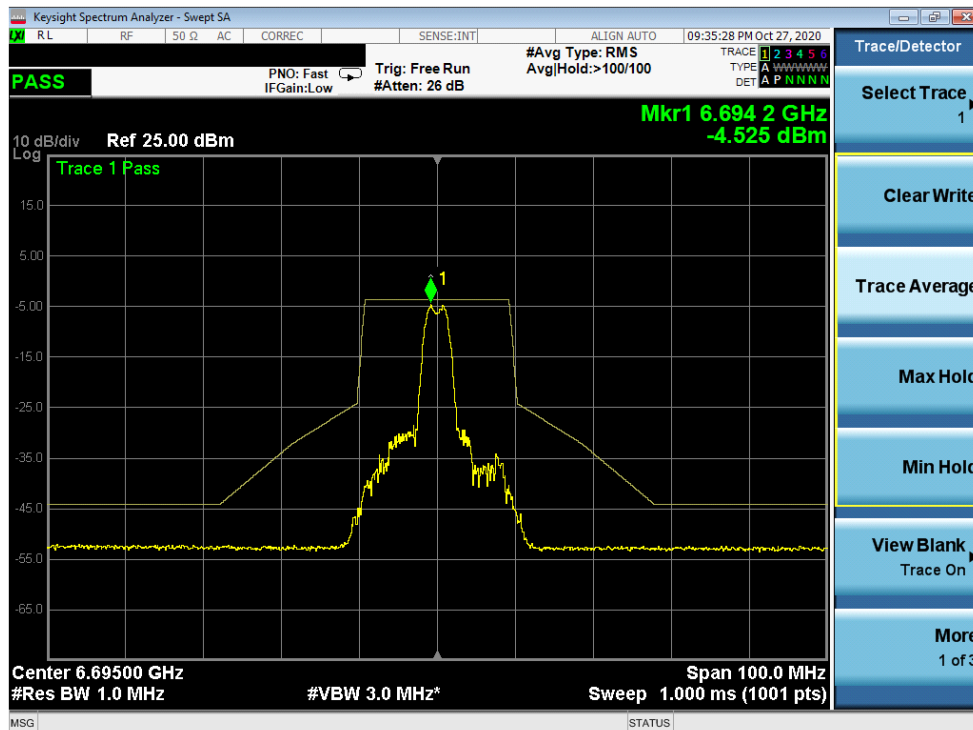 Keysight Spectrum Analyzer - Swept SA
LXI RL RF 50 Ω AC CORREC SENSE:INT ALIGN AUTO 09:35:28 PM Oct 27, 2020
PASS
PNO: Fast
IFGain:Low
Trig: Free Run
#Atten: 26 dB
#Avg Type: RMS
Avg|Hold:>100/100
TRACE 1 2 3 4 5 6
TYPE A WWWWWW
DET A P N N N N
Mkr1 6.694 2 GHz
-4.525 dBm
10 dB/div Ref 25.00 dBm
Log
Trace 1 Pass
15.0
5.00
-5.00
-15.0
-25.0
-35.0
-45.0
-55.0
-65.0
1
Center 6.69500 GHz Span 100.0 MHz
#Res BW 1.0 MHz #VBW 3.0 MHz* Sweep 1.000 ms (1001 pts)
MSG STATUS
Trace/Detector
Select Trace
1
Clear Write
Trace Average
Max Hold
Min Hold
View Blank
Trace On
More
1 of 3